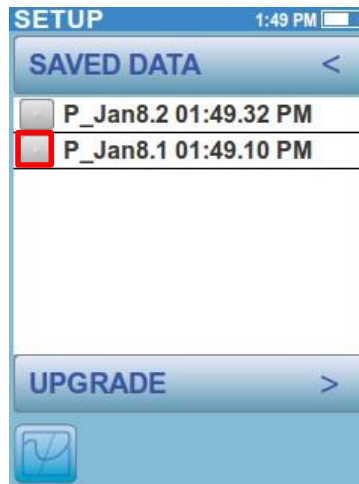 SETUP 1:49 PM
SAVED DATA <
P_Jan8.2 01:49.32 PM
P_Jan8.1 01:49.10 PM
UPGRADE >